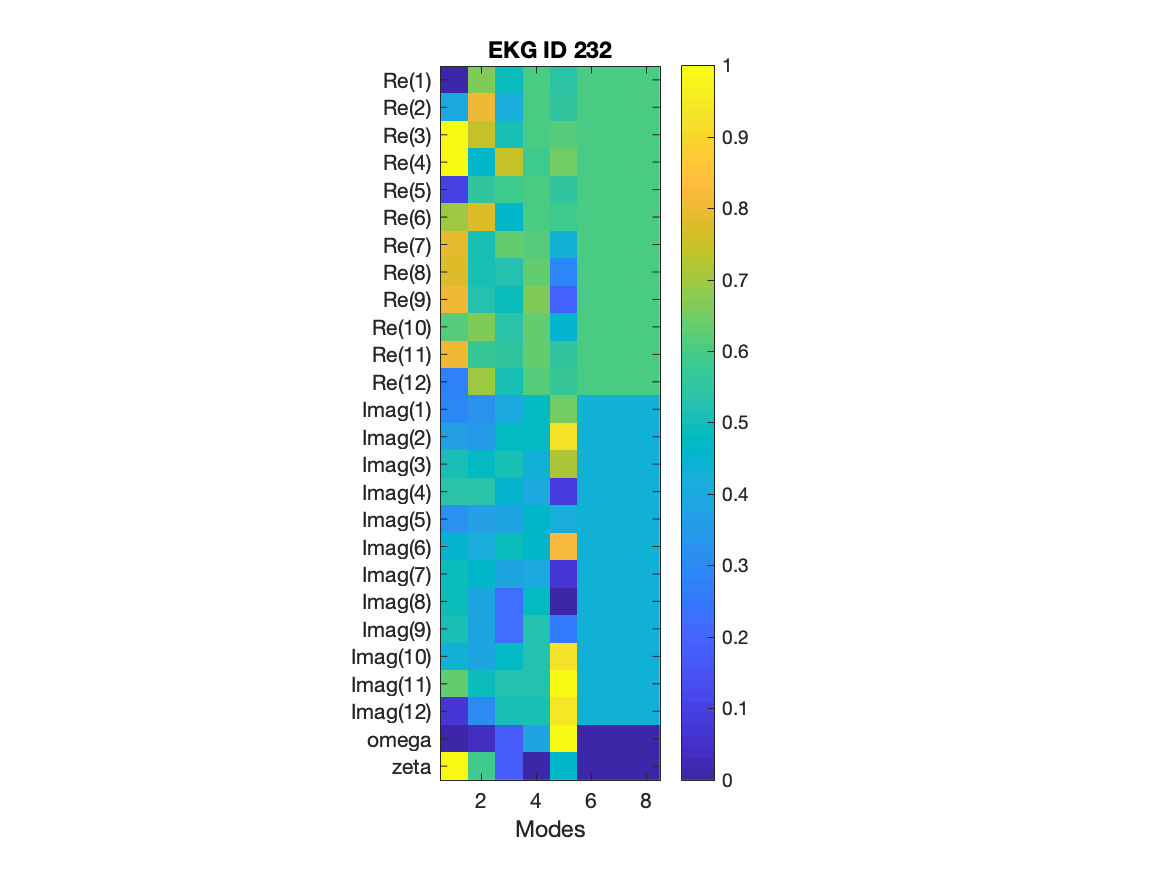 EKG ID 232
Re(1)
Re(2)
Re(3)
Re(4)
Re(5)
Re(6)
Re(7)
Re(8)
Re(9)
Re(10)
Re(11)
Re(12)
Imag(1)
Imag(2)
Imag(3)
Imag(4)
Imag(5)
Imag(6)
Imag(7)
Imag(8)
Imag(9)
Imag(10)
Imag(11)
Imag(12)
omega
zeta
2 4 6 8
Modes
1
0.9
0.8
0.7
0.6
0.5
0.4
0.3
0.2
0.1
0